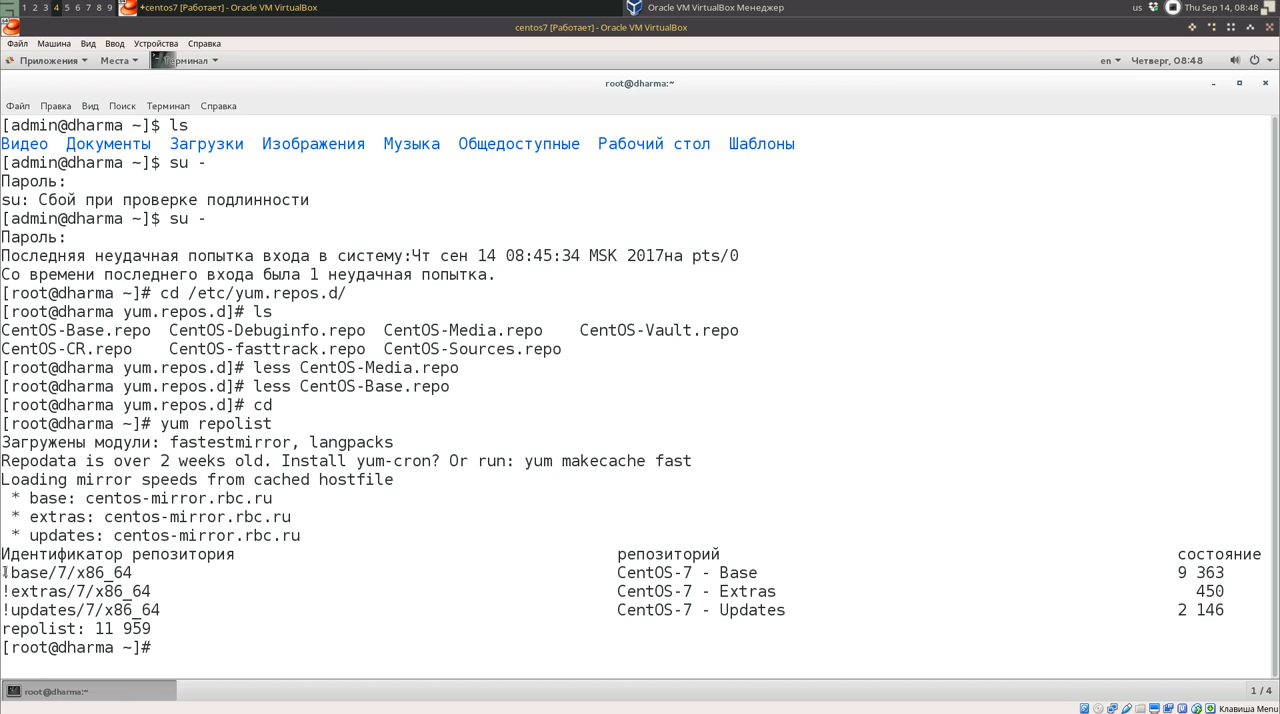 1 2 3 4 5 6 7 8 9 +centos7 [Работает] - Oracle VM VirtualBox Oracle VM VirtualBox Менеджер us Thu Sep 14, 08:48
centos7 [Работает] - Oracle VM VirtualBox
Файл Машина Вид Ввод Устройства Справка
Приложения Места Терминал en Четверг, 08:48
root@dharma:~
Файл Правка Вид Поиск Терминал Справка
[admin@dharma ~]$ ls
Видео Документы Загрузки Изображения Музыка Общедоступные Рабочий стол Шаблоны
[admin@dharma ~]$ su -
Пароль:
su: Сбой при проверке подлинности
[admin@dharma ~]$ su -
Пароль:
Последняя неудачная попытка входа в систему:Чт сен 14 08:45:34 MSK 2017на pts/0
Со времени последнего входа была 1 неудачная попытка.
[root@dharma ~]# cd /etc/yum.repos.d/
[root@dharma yum.repos.d]# ls
CentOS-Base.repo CentOS-Debuginfo.repo CentOS-Media.repo CentOS-Vault.repo
CentOS-CR.repo CentOS-fasttrack.repo CentOS-Sources.repo
[root@dharma yum.repos.d]# less CentOS-Media.repo
[root@dharma yum.repos.d]# less CentOS-Base.repo
[root@dharma yum.repos.d]# cd
[root@dharma ~]# yum repolist
Загружены модули: fastestmirror, langpacks
Repodata is over 2 weeks old. Install yum-cron? Or run: yum makecache fast
Loading mirror speeds from cached hostfile
* base: centos-mirror.rbc.ru
* extras: centos-mirror.rbc.ru
* updates: centos-mirror.rbc.ru
Идентификатор репозитория репозиторий состояние
!base/7/x86_64 CentOS-7 - Base 9 363
!extras/7/x86_64 CentOS-7 - Extras 450
!updates/7/x86_64 CentOS-7 - Updates 2 146
repolist: 11 959
[root@dharma ~]#
root@dharma:~ 1 / 4
Клавиша Menu